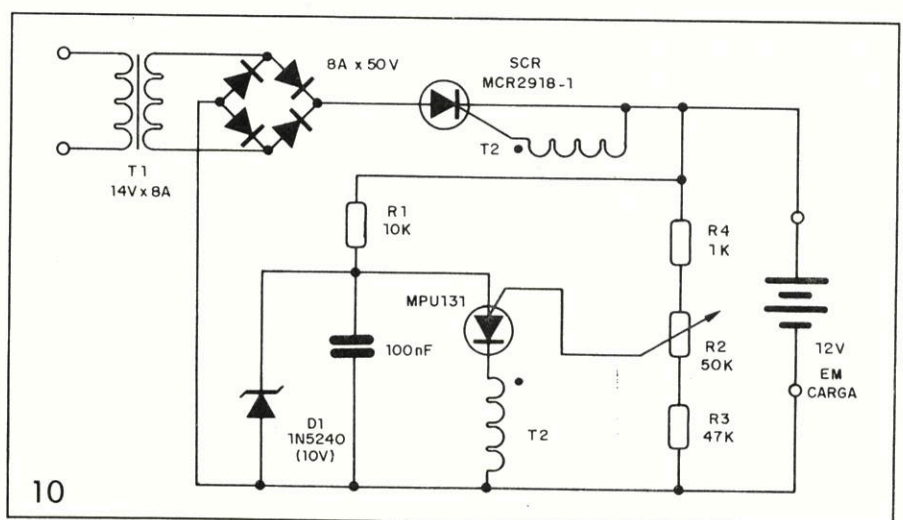 8A x 50V
SCR
MCR2918-1
T2
T1
14V x 8A
R1
10K
R4
1K
MPU131
100nF
R2
50K
12V
EM
CARGA
D1
1N5240
(10V)
T2
R3
47K
10